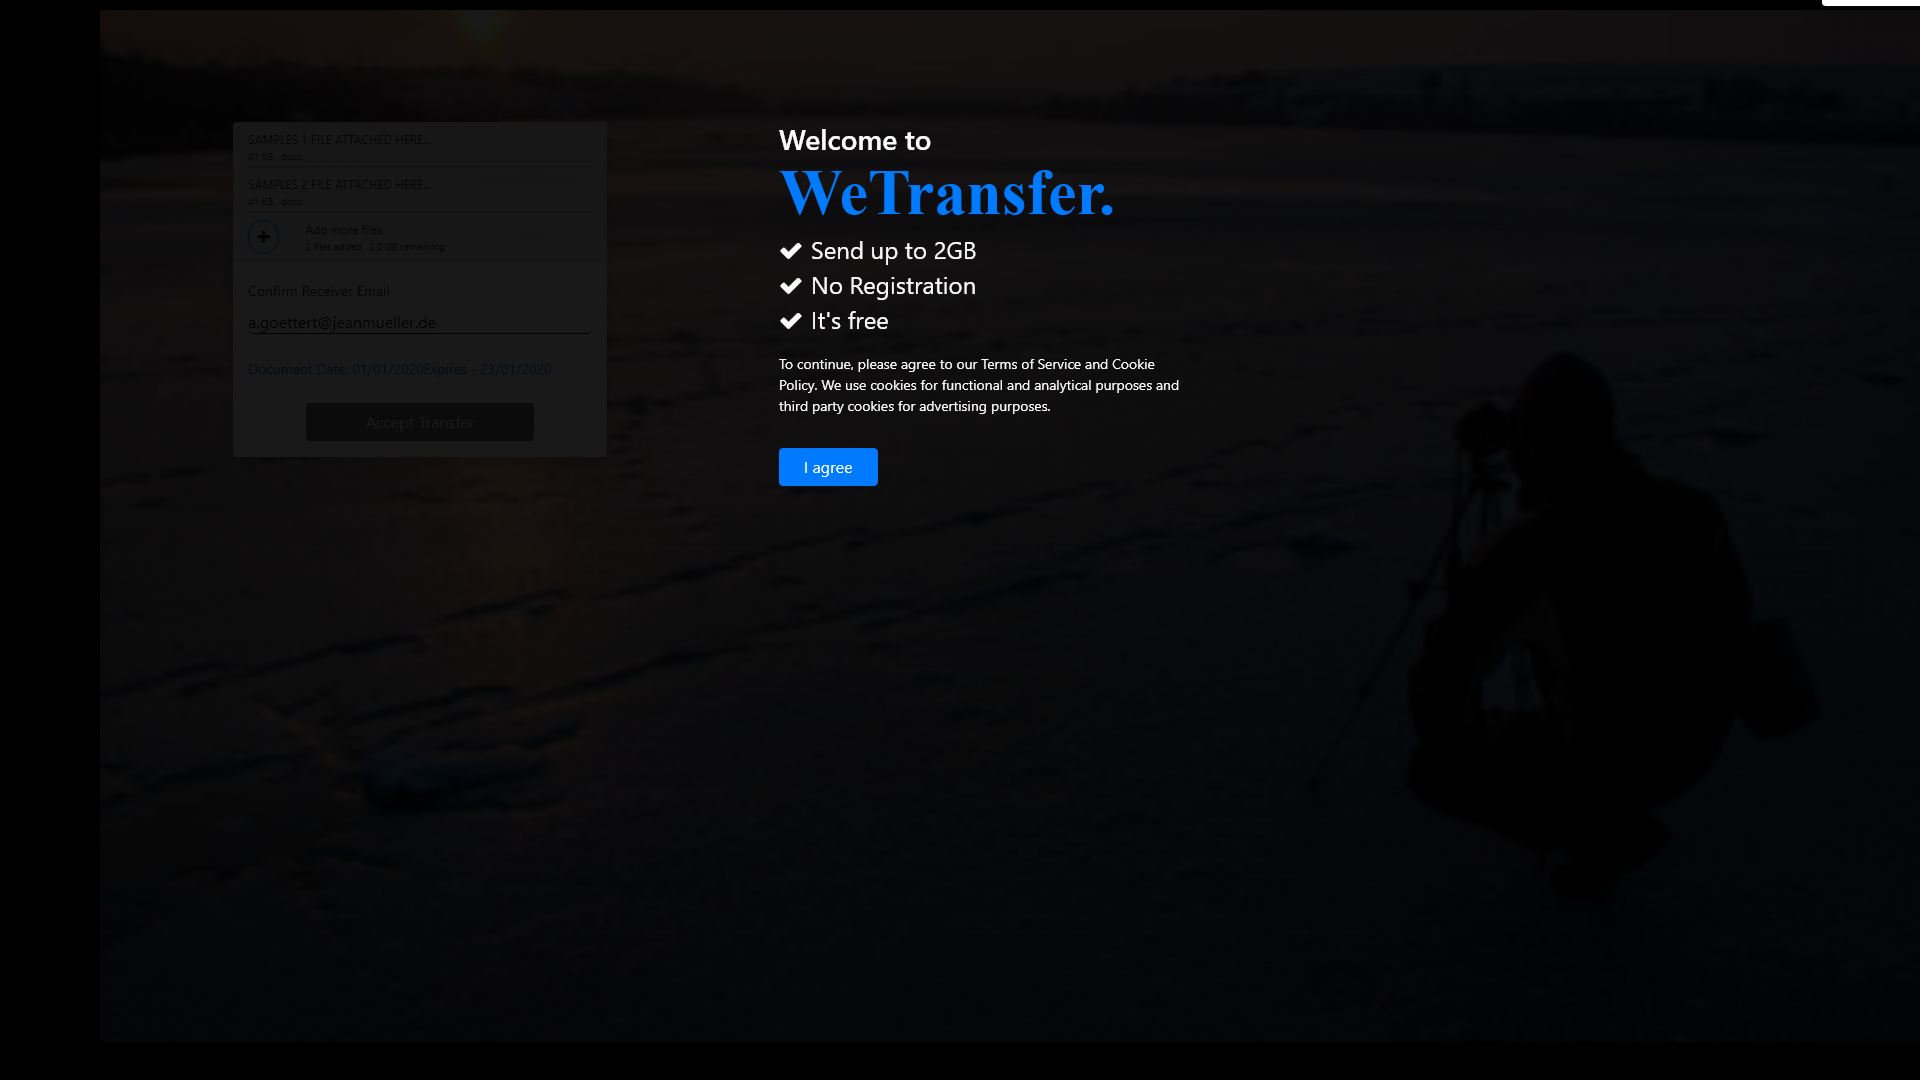 SAMPLES 1 FILE ATTACHED HERE..
41 KB . docx
SAMPLES 2 FILE ATTACHED HERE..
41 KB . docx
Add more files
2 files added . 2.0 GB remaining
Confirm Receiver Email
a.goettert@jeanmueller.de
Document Date: 01/01/2020Expires - 23/01/2020
Accept Transfer
Welcome to
WeTransfer.
Send up to 2GB
No Registration
It's free
To continue, please agree to our Terms of Service and Cookie
Policy. We use cookies for functional and analytical purposes and
third party cookies for advertising purposes.
I agree